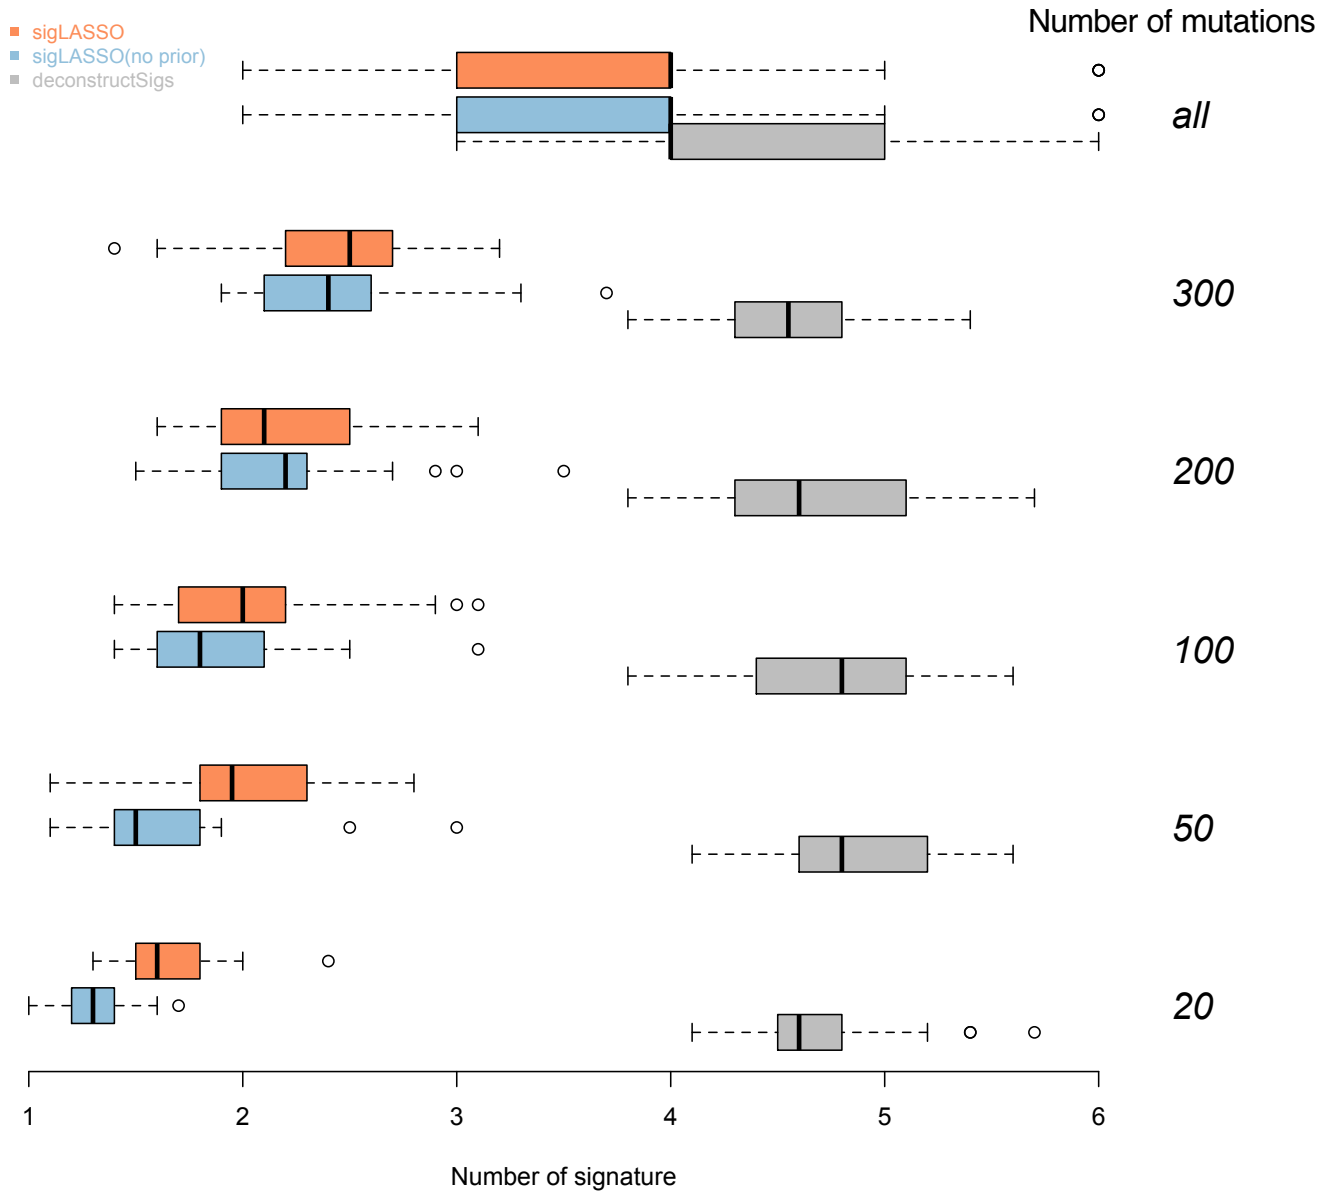 Number of mutations
sigLASSO
sigLASSO(no prior)
deconstructSigs
all
300
200
100
50
20
1 2 3 4 5 6
Number of signature